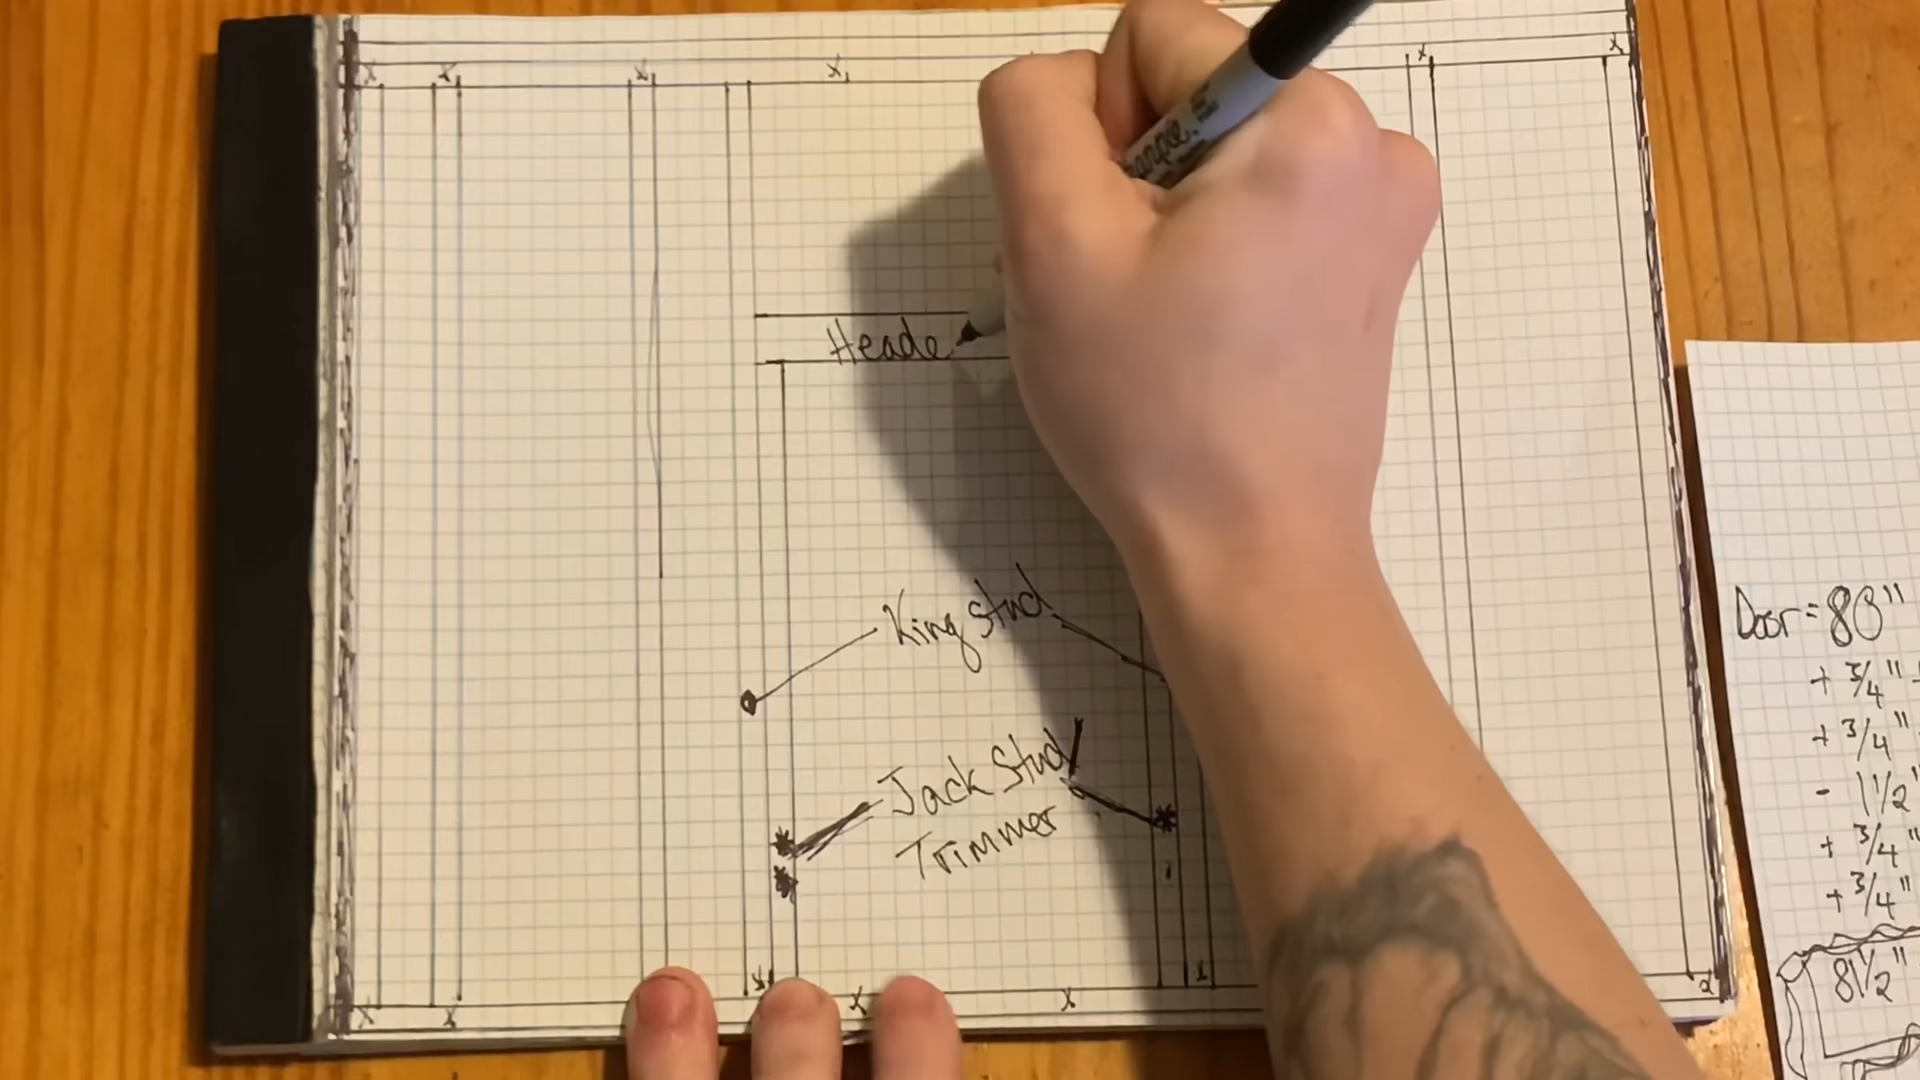 X X X X X X
Heade
King stud
Jack Stud/
Trimmer
X X X X X X
Sharpie
Door = 80"
+ 3/4"
+ 3/4"
- 1 1/2"
+ 3/4"
+ 3/4"
81 1/2"